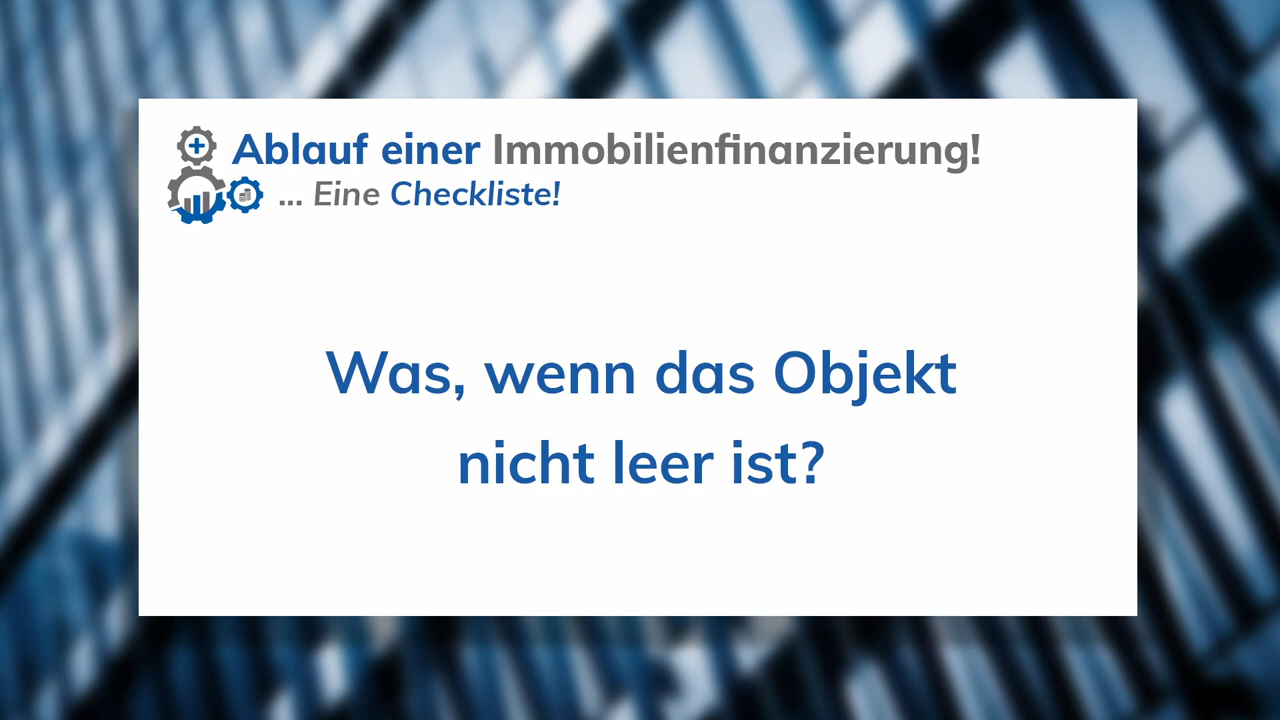 Ablauf einer Immobilienfinanzierung!
... Eine Checkliste!
Was, wenn das Objekt
nicht leer ist?